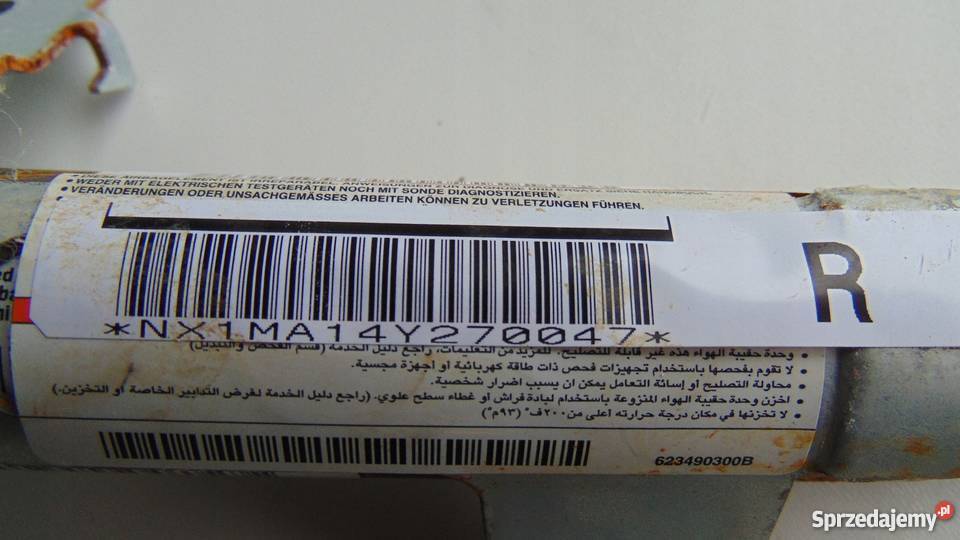 • WEDER MIT ELEKTRISCHEN TESTGERÄTEN NOCH MIT SONDE DIAGNOSTIZIEREN.
• VERÄNDERUNGEN ODER UNSACHGEMÄSSES ARBEITEN KÖNNEN ZU VERLETZUNGEN FÜHREN.
*NX1MA14Y270047*
R
• وحدة حقيبة الهواء هذه غير قابلة للتصليح. للمزيد من التعليمات، راجع دليل الخدمة (قسم الفحص و التبديل)
• لا تقوم بفحصها باستخدام تجهيزات فحص ذات طاقة كهربائية أو أجهزة مجسية.
• محاولة التصليح أو إسائة التعامل يمكن ان يسبب اضرار شخصية.
• اخزن وحدة حقيبة الهواء المنزوعة باستخدام لبادة فراش أو غطاء سطح علوي. (راجع دليل الخدمة لغرض التدابير الخاصة أو التخزين.)
• لا تخزنها في مكان درجة حرارته أعلى من ٢٠٠ف° (٩٣م°)
623490300B
Sprzedajemy.pl